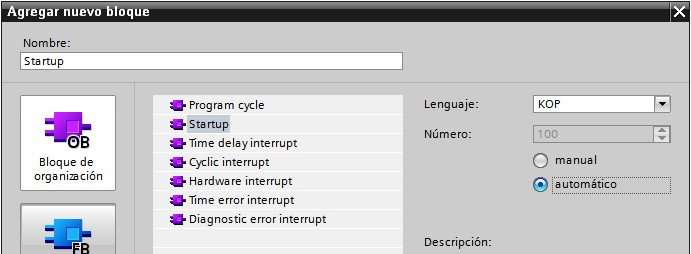 Agregar nuevo bloque
Nombre:
Startup
OB
Bloque de
organización
FB
Program cycle
Startup
Time delay interrupt
Cyclic interrupt
Hardware interrupt
Time error interrupt
Diagnostic error interrupt
Lenguaje:
KOP
Número:
100
manual
automático
Descripción: